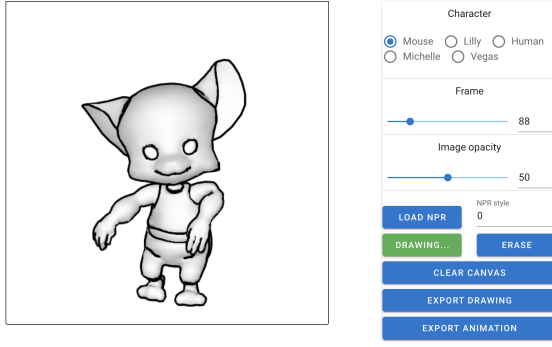 Character
Mouse Lilly Human
Michelle Vegas
Frame
88
Image opacity
50
LOAD NPR
NPR style
0
DRAWING...
ERASE
CLEAR CANVAS
EXPORT DRAWING
EXPORT ANIMATION